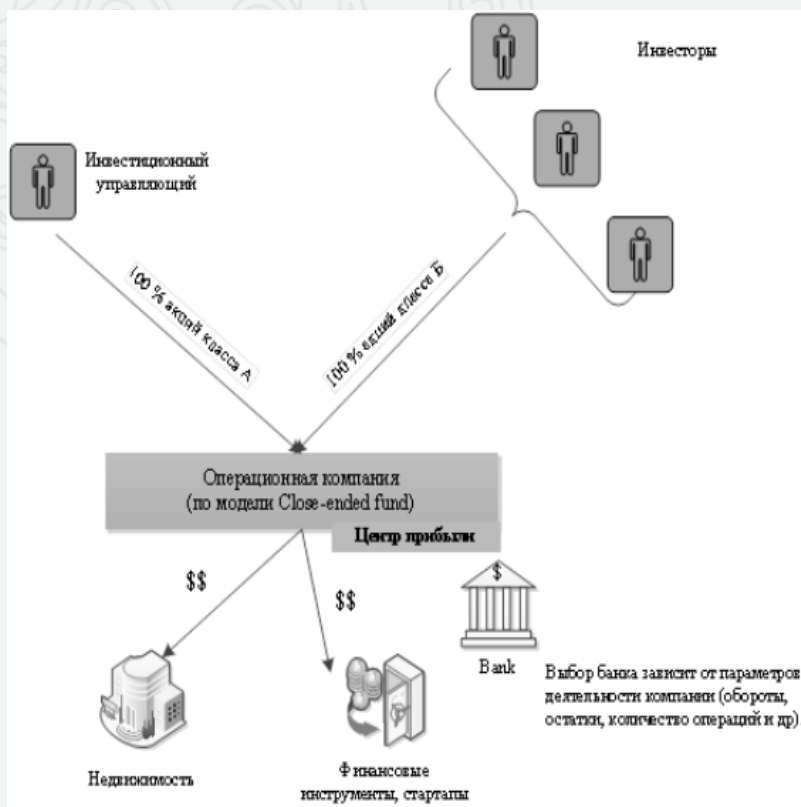 Инвесторы
Инвестиционный
управляющий
100 % акций класса А
100 % акций класса Б
Операционная компания
(по модели Close-ended fund)
Центр прибыли
$$
$$
$
Bank
Выбор банка зависит от параметров
деятельности компании (обороты,
остатки, количество операций и др)
Недвижимость
Финансовые
инструменты, стартапы